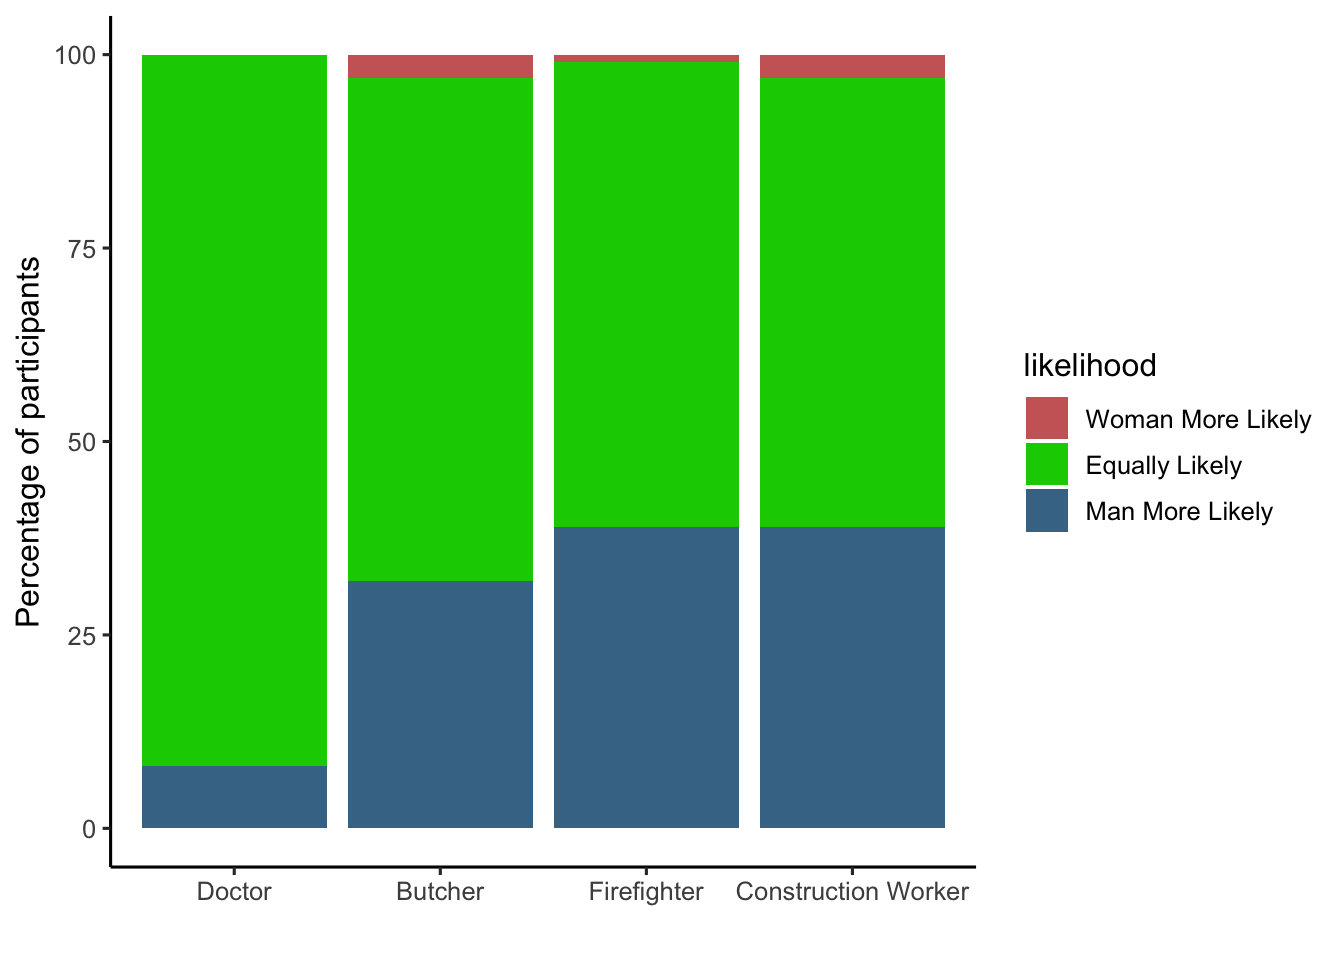 Percentage of participants
100
75
50
25
0
Doctor Butcher Firefighter Construction Worker
likelihood
Woman More Likely
Equally Likely
Man More Likely